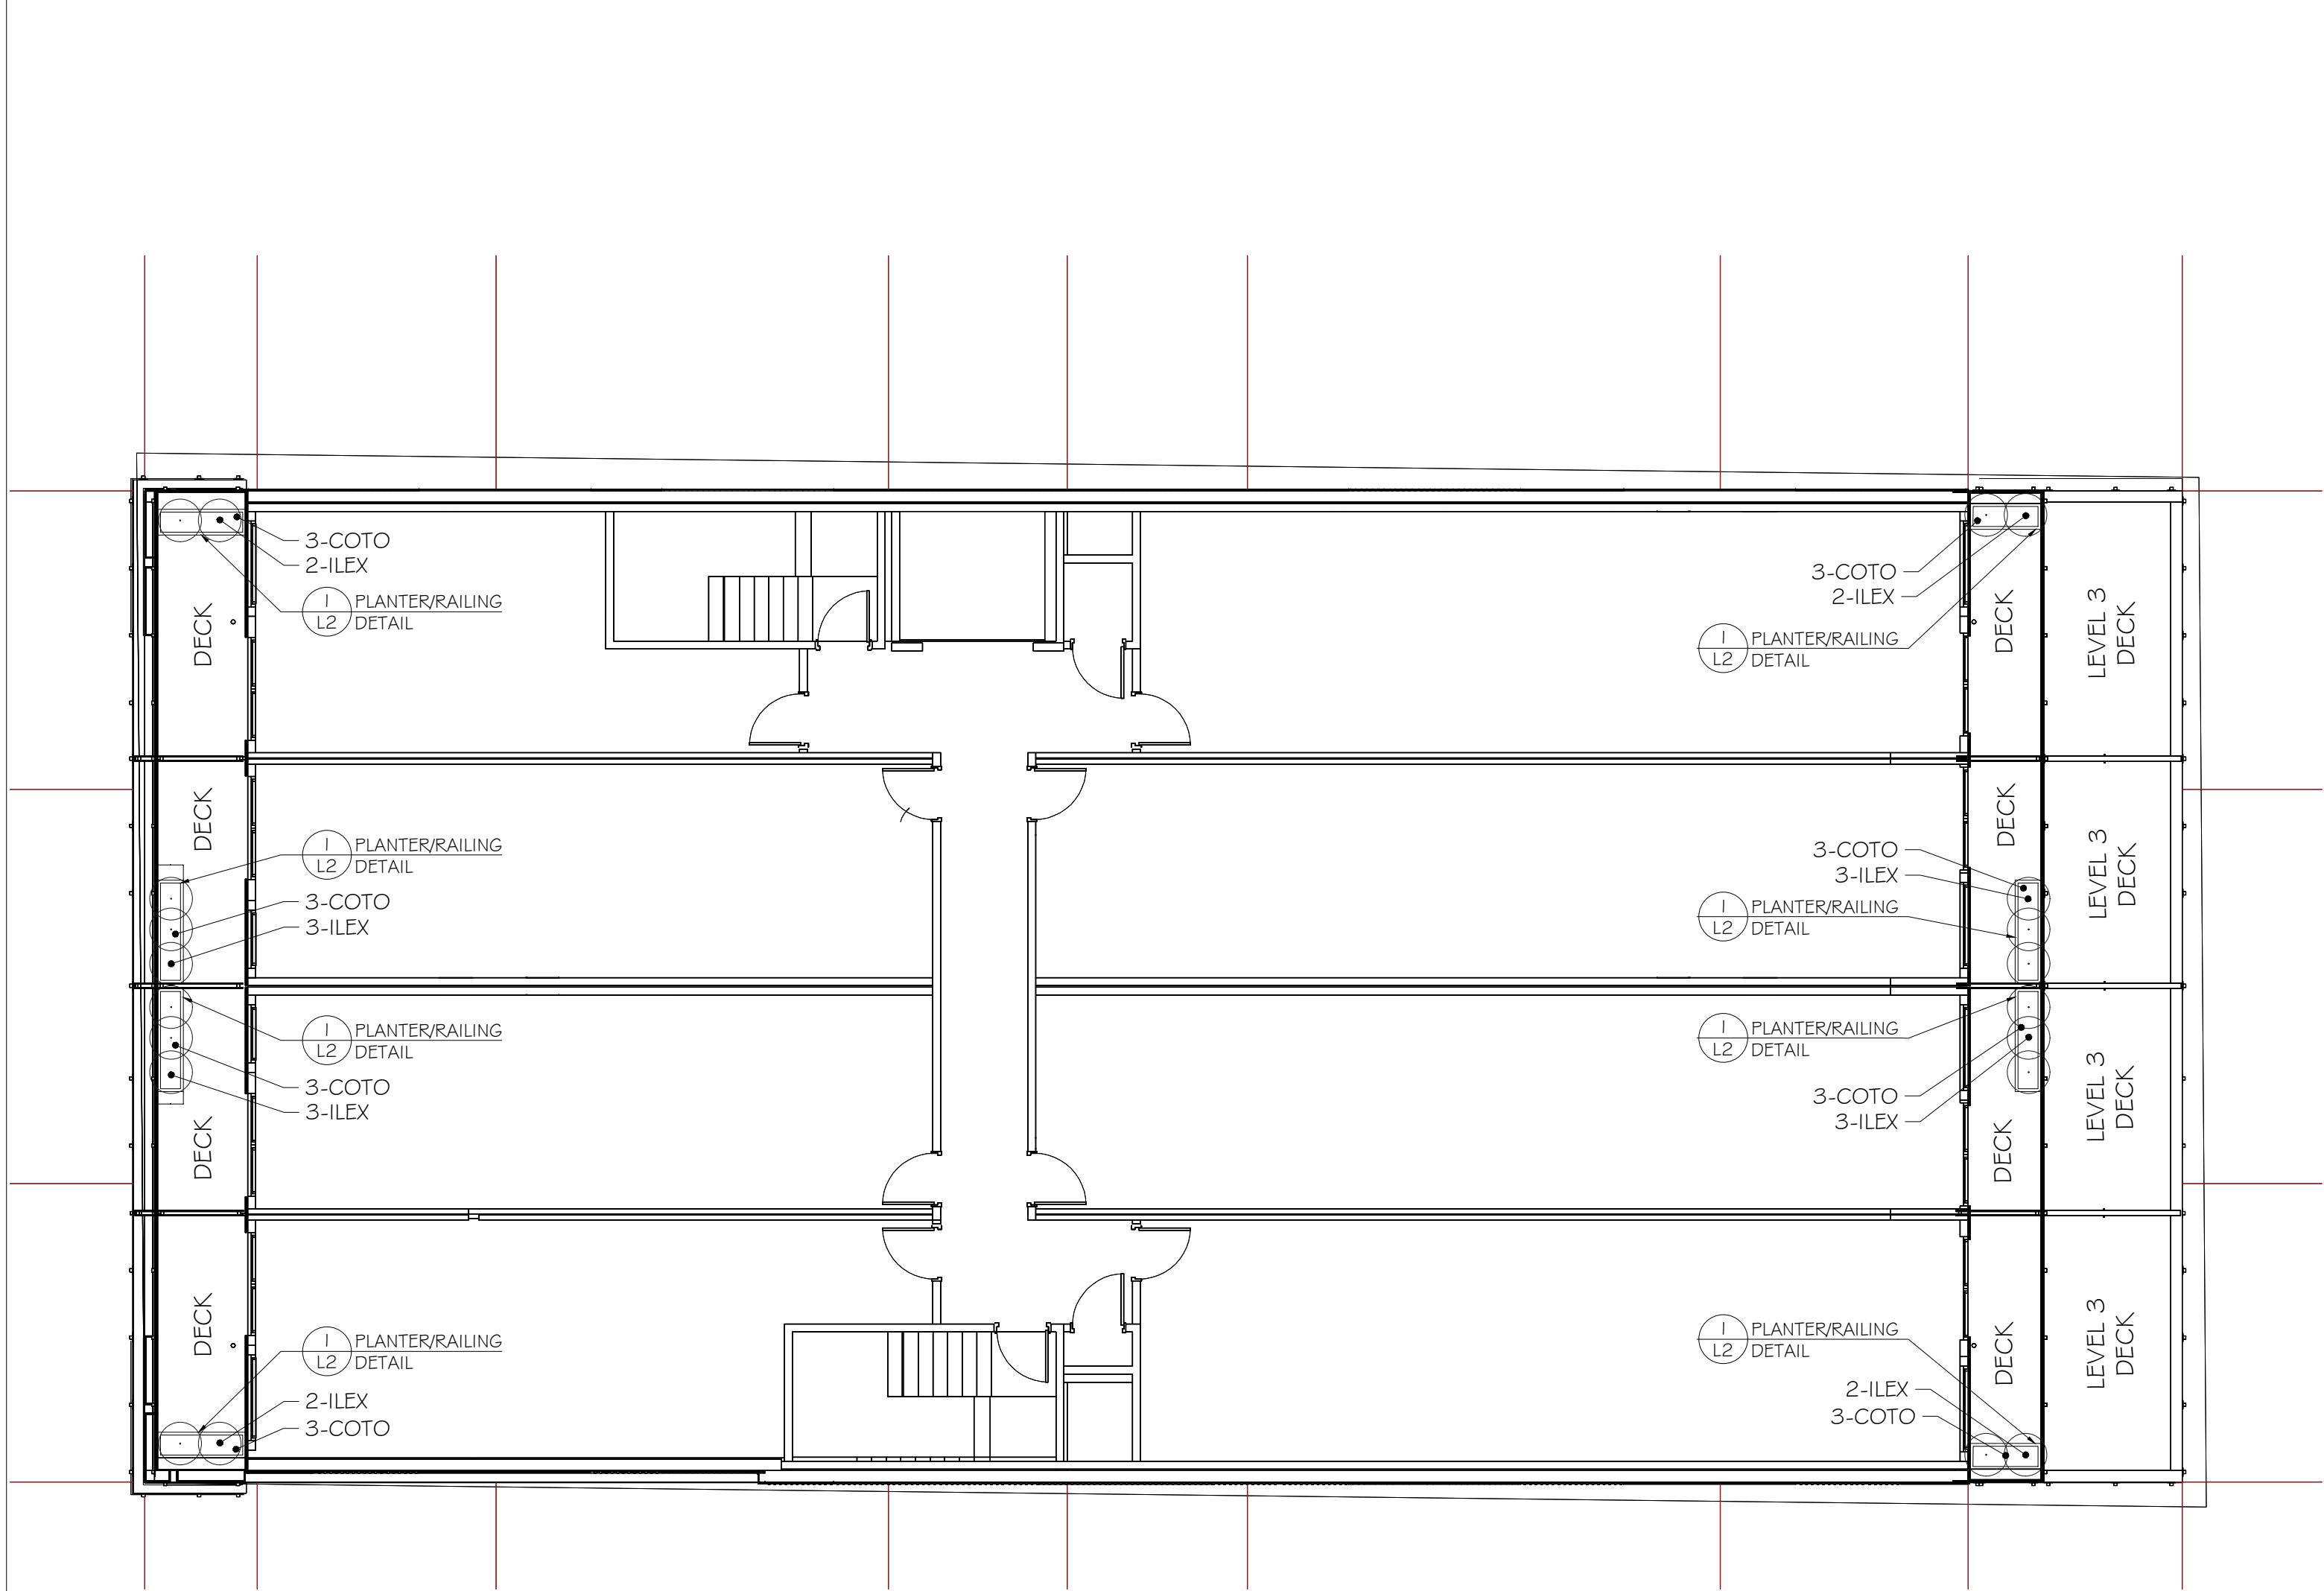 3-COTO
2-ILEX
1
L2
PLANTER/RAILING
DETAIL
DECK
DECK
1
L2
PLANTER/RAILING
DETAIL
3-COTO
3-ILEX
1
L2
PLANTER/RAILING
DETAIL
3-COTO
3-ILEX
DECK
DECK
1
L2
PLANTER/RAILING
DETAIL
2-ILEX
3-COTO
3-COTO
2-ILEX
1
L2
PLANTER/RAILING
DETAIL
DECK
LEVEL 3
DECK
DECK
3-COTO
3-ILEX
1
L2
PLANTER/RAILING
DETAIL
LEVEL 3
DECK
1
L2
PLANTER/RAILING
DETAIL
3-COTO
3-ILEX
DECK
LEVEL 3
DECK
1
L2
PLANTER/RAILING
DETAIL
2-ILEX
3-COTO
DECK
LEVEL 3
DECK